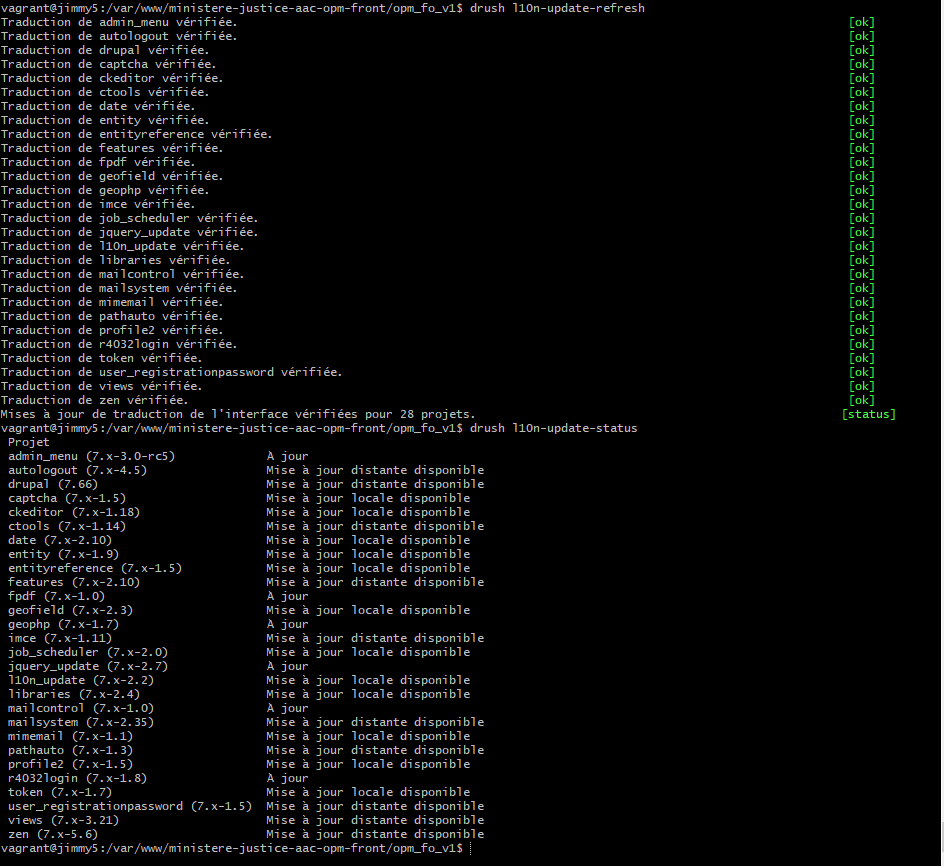 vagrant@jimmy5:/var/www/ministere-justice-aac-opm-front/opm_fo_v1$ drush l10n-update-refresh
Traduction de admin_menu vérifiée. [ok]
Traduction de autologout vérifiée. [ok]
Traduction de drupal vérifiée. [ok]
Traduction de captcha vérifiée. [ok]
Traduction de ckeditor vérifiée. [ok]
Traduction de ctools vérifiée. [ok]
Traduction de date vérifiée. [ok]
Traduction de entity vérifiée. [ok]
Traduction de entityreference vérifiée. [ok]
Traduction de features vérifiée. [ok]
Traduction de fpdf vérifiée. [ok]
Traduction de geofield vérifiée. [ok]
Traduction de geophp vérifiée. [ok]
Traduction de imce vérifiée. [ok]
Traduction de job_scheduler vérifiée. [ok]
Traduction de jquery_update vérifiée. [ok]
Traduction de l10n_update vérifiée. [ok]
Traduction de libraries vérifiée. [ok]
Traduction de mailcontrol vérifiée. [ok]
Traduction de mailsystem vérifiée. [ok]
Traduction de mimemail vérifiée. [ok]
Traduction de pathauto vérifiée. [ok]
Traduction de profile2 vérifiée. [ok]
Traduction de r4032login vérifiée. [ok]
Traduction de token vérifiée. [ok]
Traduction de user_registrationpassword vérifiée. [ok]
Traduction de views vérifiée. [ok]
Traduction de zen vérifiée. [ok]
Mises à jour de traduction de l'interface vérifiées pour 28 projets. [status]
vagrant@jimmy5:/var/www/ministere-justice-aac-opm-front/opm_fo_v1$ drush l10n-update-status
Projet
admin_menu (7.x-3.0-rc5) À jour
autologout (7.x-4.5) Mise à jour distante disponible
drupal (7.66) Mise à jour distante disponible
captcha (7.x-1.5) Mise à jour locale disponible
ckeditor (7.x-1.18) Mise à jour locale disponible
ctools (7.x-1.14) Mise à jour distante disponible
date (7.x-2.10) Mise à jour locale disponible
entity (7.x-1.9) Mise à jour locale disponible
entityreference (7.x-1.5) Mise à jour locale disponible
features (7.x-2.10) Mise à jour distante disponible
fpdf (7.x-1.0) À jour
geofield (7.x-2.3) Mise à jour locale disponible
geophp (7.x-1.7) À jour
imce (7.x-1.11) Mise à jour distante disponible
job_scheduler (7.x-2.0) Mise à jour locale disponible
jquery_update (7.x-2.7) À jour
l10n_update (7.x-2.2) Mise à jour locale disponible
libraries (7.x-2.4) Mise à jour locale disponible
mailcontrol (7.x-1.0) À jour
mailsystem (7.x-2.35) Mise à jour distante disponible
mimemail (7.x-1.1) Mise à jour locale disponible
pathauto (7.x-1.3) Mise à jour distante disponible
profile2 (7.x-1.5) Mise à jour locale disponible
r4032login (7.x-1.8) À jour
token (7.x-1.7) Mise à jour locale disponible
user_registrationpassword (7.x-1.5) Mise à jour distante disponible
views (7.x-3.21) Mise à jour distante disponible
zen (7.x-5.6) Mise à jour distante disponible
vagrant@jimmy5:/var/www/ministere-justice-aac-opm-front/opm_fo_v1$